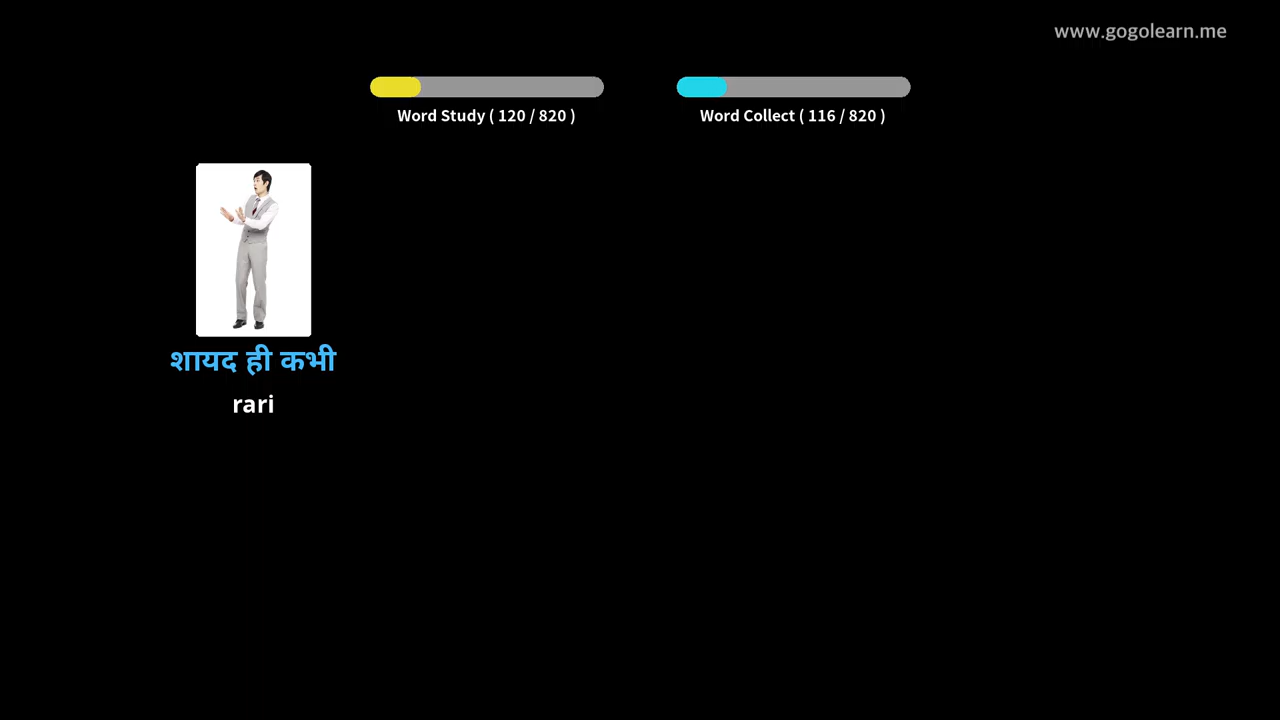 www.gogolearn.me
Word Study ( 120 / 820 )
Word Collect ( 116 / 820 )
शायद ही कभी
rari